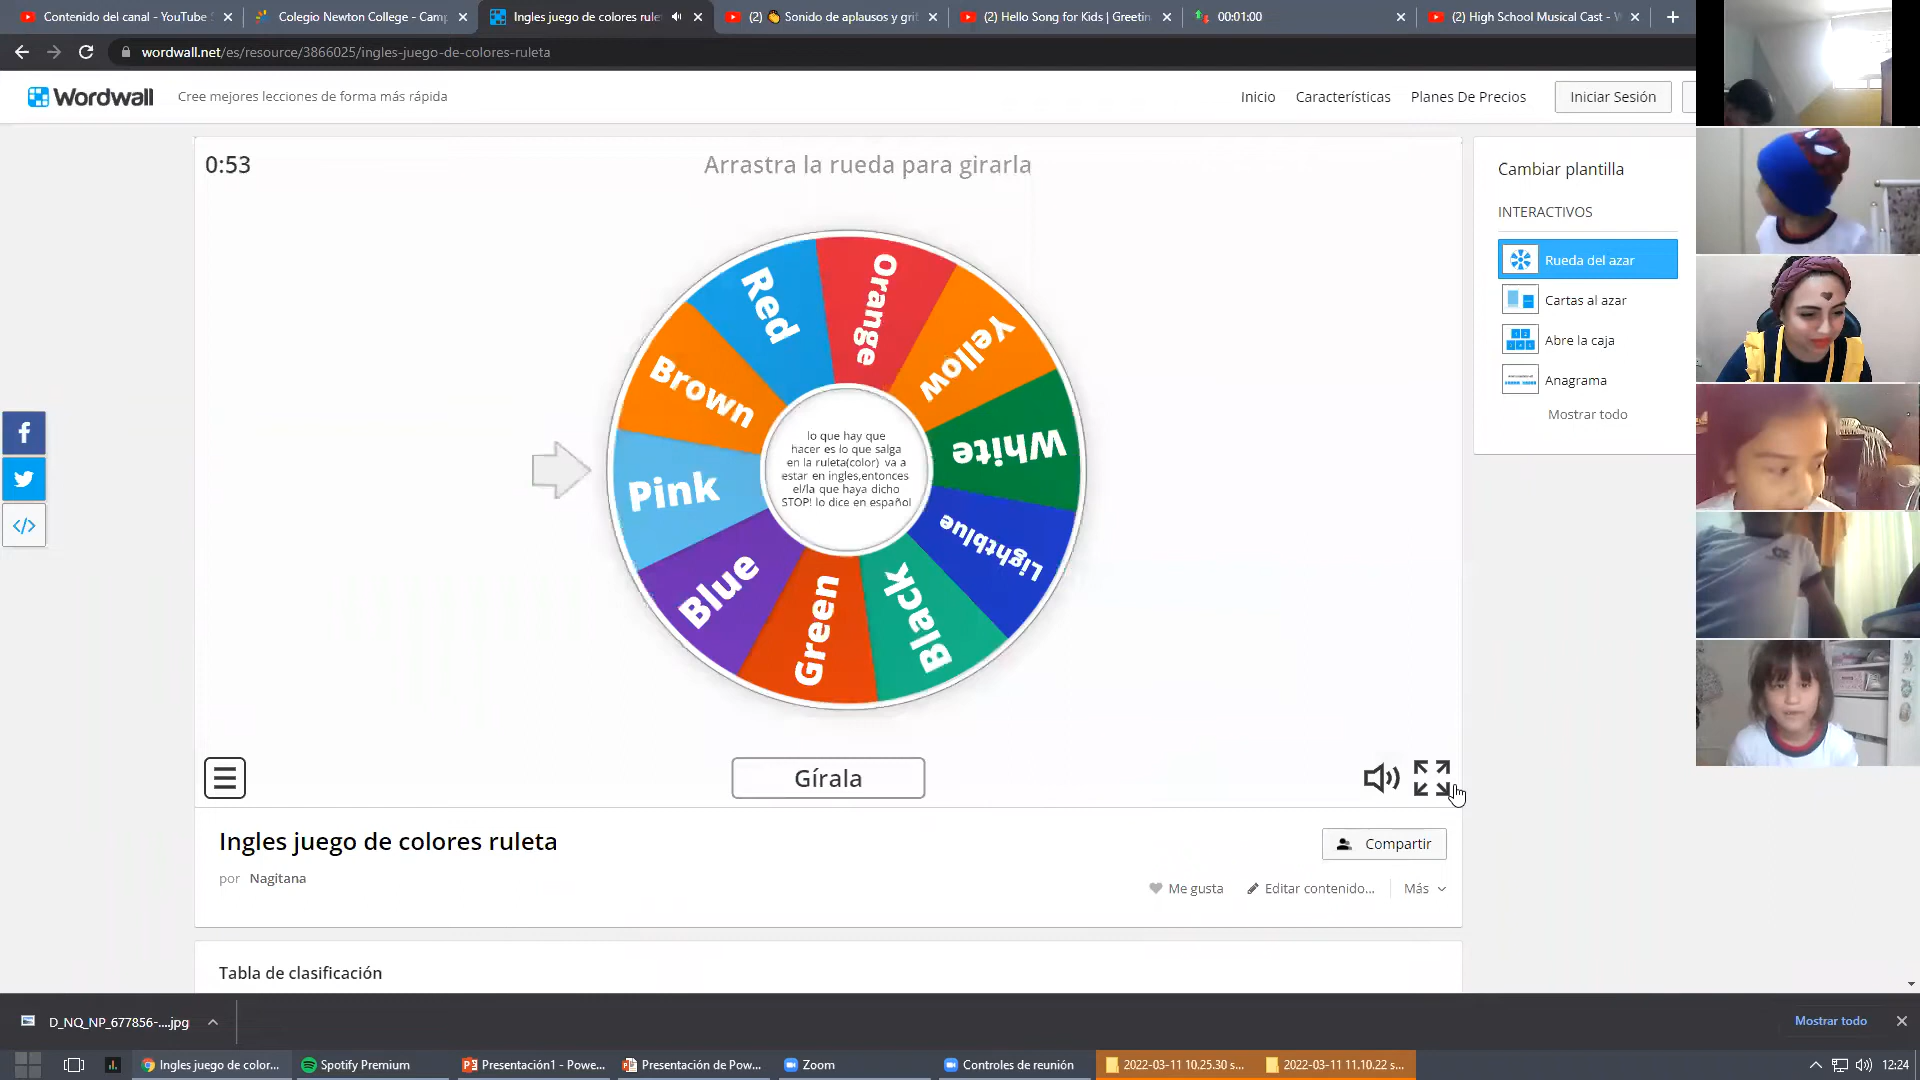 Contenido del canal - YouTube S
Colegio Newton College - Camp
Ingles juego de colores rule
(2) 👏 Sonido de aplausos y grit
(2) Hello Song for Kids | Greetin
00:01:00
(2) High School Musical Cast -
wordwall.net/es/resource/3866025/ingles-juego-de-colores-ruleta
Wordwall
Cree mejores lecciones de forma más rápida
Inicio
Características
Planes De Precios
Iniciar Sesión
0:53
Arrastra la rueda para girarla
Orange
Yellow
White
Lightblue
Black
Green
Blue
Pink
Brown
Red
lo que hay que
hacer es lo que salga
en la ruleta(color) va a
estar en ingles,entonces
el/la que haya dicho
STOP! lo dice en español
Gírala
Cambiar plantilla
INTERACTIVOS
Rueda del azar
Cartas al azar
Abre la caja
Anagrama
Mostrar todo
Ingles juego de colores ruleta
por Nagitana
Compartir
Me gusta
Editar contenido...
Más
Tabla de clasificación
D_NQ_NP_677856-....jpg
Mostrar todo
Ingles juego de color...
Spotify Premium
Presentación1 - Powe...
Presentación de Pow...
Zoom
Controles de reunión
2022-03-11 10.25.30 s...
2022-03-11 11.10.22 s...
12:24